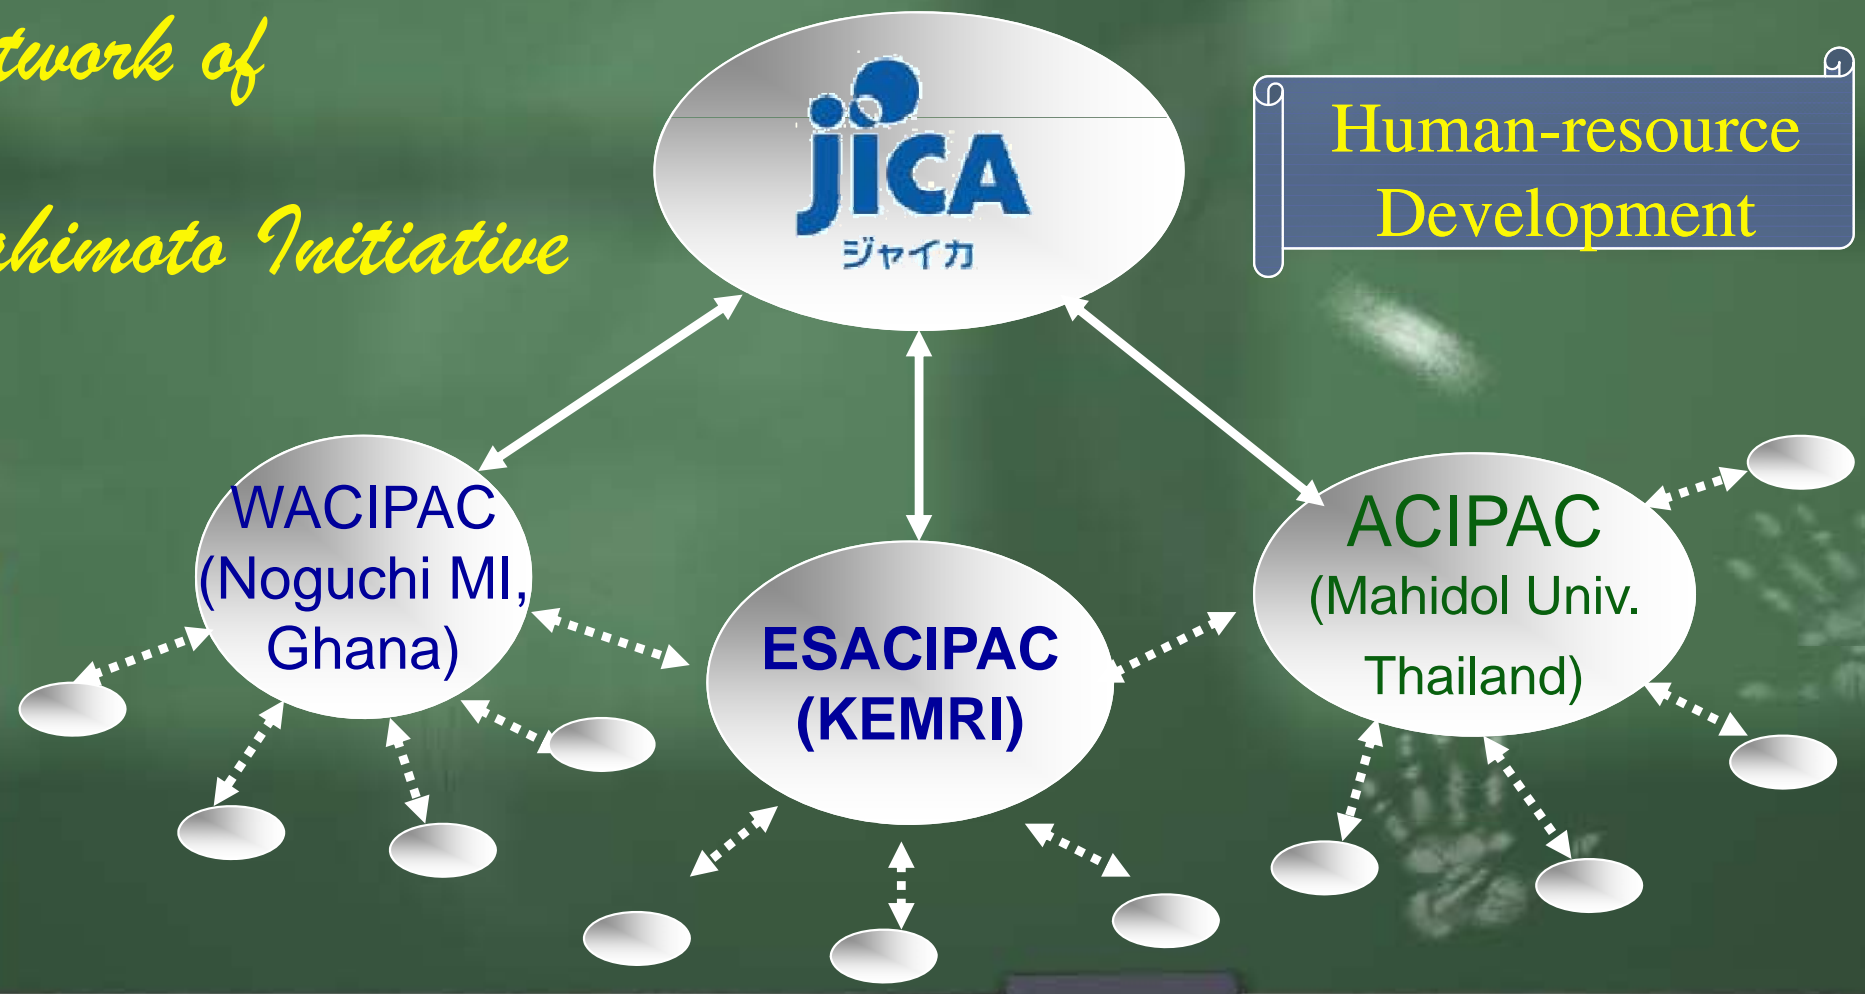 twork of
himoto Initiative
jICA
ジャイカ
Human-resource
Development
WACIPAC
(Noguchi MI,
Ghana)
ESACIPAC
(KEMRI)
ACIPAC
(Mahidol Univ.
Thailand)